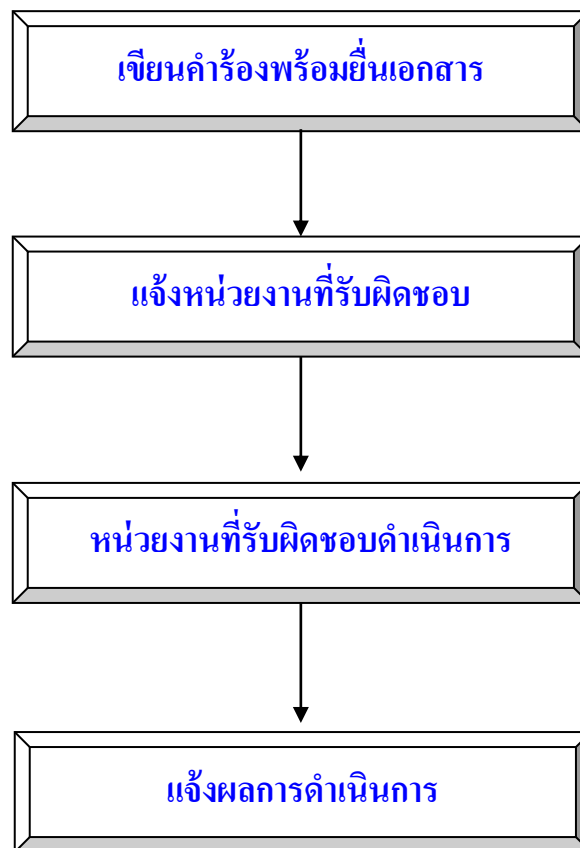 เขียนคำร้องพร้อมยื่นเอกสาร
แจ้งหน่วยงานที่รับผิดชอบ
หน่วยงานที่รับผิดชอบดำเนินการ
แจ้งผลการดำเนินการ